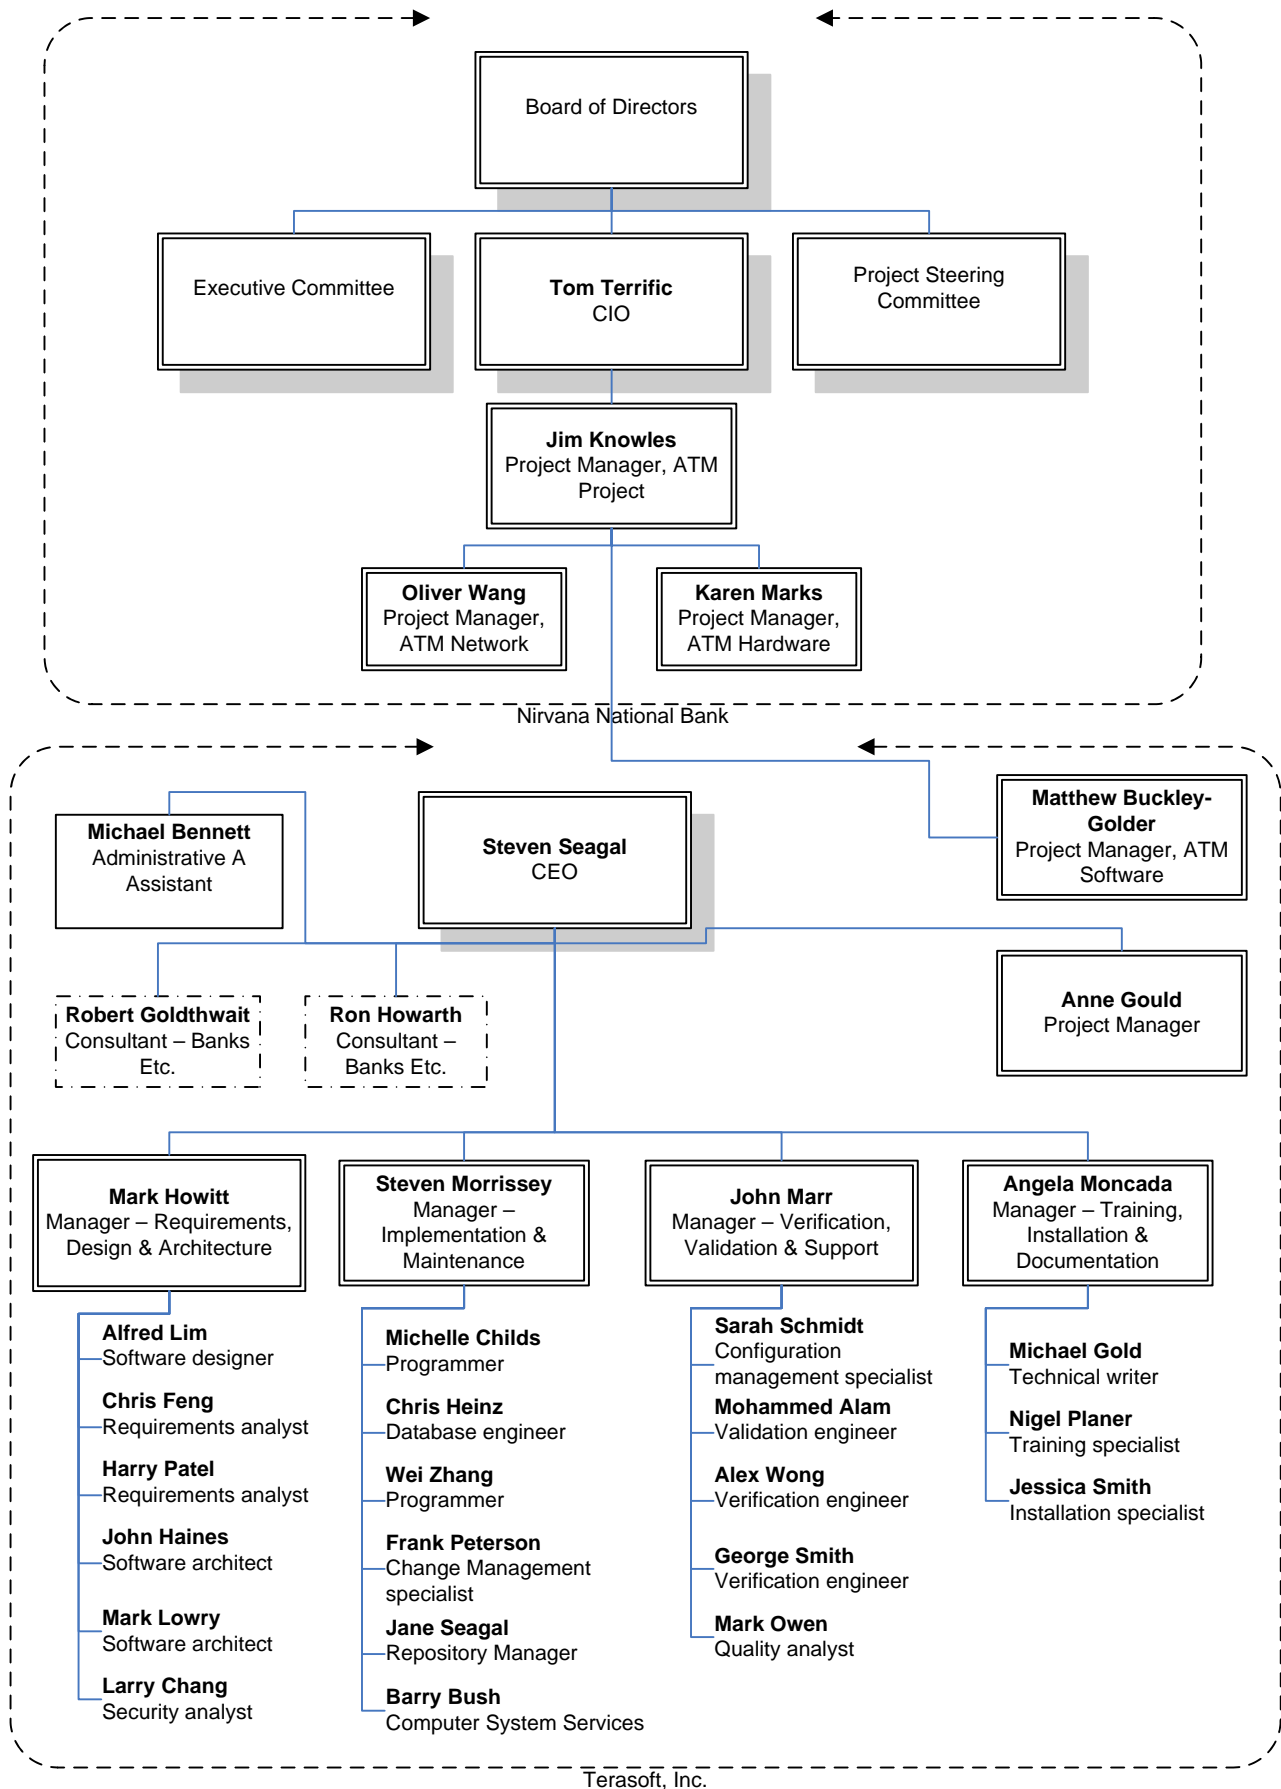 Board of Directors
Executive Committee
Tom Terrific
CIO
Project Steering
Committee
Jim Knowles
Project Manager, ATM
Project
Oliver Wang
Project Manager,
ATM Network
Karen Marks
Project Manager,
ATM Hardware
Nirvana National Bank
Michael Bennett
Administrative A
Assistant
Steven Seagal
CEO
Matthew Buckley-
Golder
Project Manager, ATM
Software
Robert Goldthwait
Consultant – Banks
Etc.
Ron Howarth
Consultant –
Banks Etc.
Anne Gould
Project Manager
Mark Howitt
Manager – Requirements,
Design & Architecture
Steven Morrissey
Manager –
Implementation &
Maintenance
John Marr
Manager – Verification,
Validation & Support
Angela Moncada
Manager – Training,
Installation &
Documentation
Alfred Lim
Software designer
Chris Feng
Requirements analyst
Harry Patel
Requirements analyst
John Haines
Software architect
Mark Lowry
Software architect
Larry Chang
Security analyst
Michelle Childs
Programmer
Chris Heinz
Database engineer
Wei Zhang
Programmer
Frank Peterson
Change Management
specialist
Jane Seagal
Repository Manager
Barry Bush
Computer System Services
Sarah Schmidt
Configuration
management specialist
Mohammed Alam
Validation engineer
Alex Wong
Verification engineer
George Smith
Verification engineer
Mark Owen
Quality analyst
Michael Gold
Technical writer
Nigel Planer
Training specialist
Jessica Smith
Installation specialist
Terasoft, Inc.